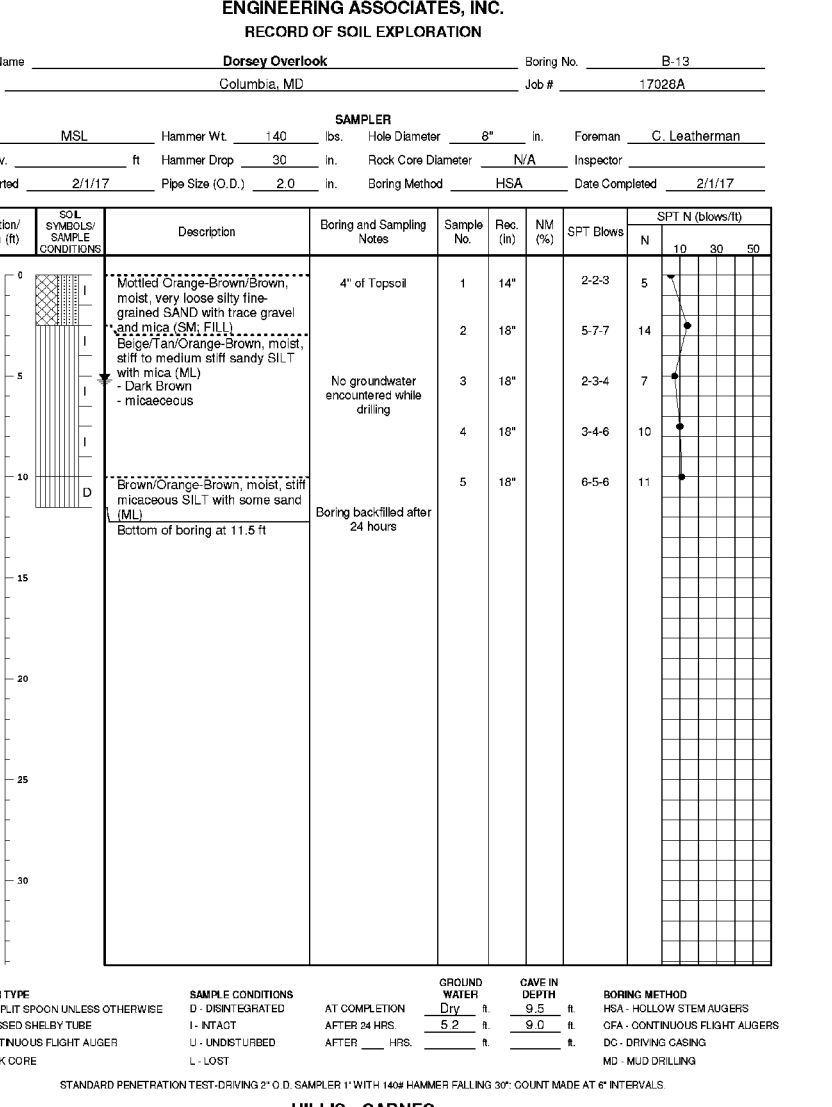 ENGINEERING ASSOCIATES, INC.
RECORD OF SOIL EXPLORATION
Name Dorsey Overlook Boring No. B-13
Columbia, MD Job # 17028A
SAMPLER
MSL Hammer Wt. 140 lbs. Hole Diameter 8" in. Foreman C. Leatherman
v. ft Hammer Drop 30 in. Rock Core Diameter N/A Inspector
rted 2/1/17 Pipe Size (O.D.) 2.0 in. Boring Method HSA Date Completed 2/1/17
tion/ (ft)
SOIL SYMBOLS/ SAMPLE CONDITIONS
Description
Boring and Sampling Notes
Sample No.
Rec. (in)
NM (%)
SPT Blows
SPT N (blows/ft)
N 10 30 50
0
Mottled Orange-Brown/Brown, 4" of Topsoil 1 14" 2-2-3 5
I
moist, very loose silty fine-
grained SAND with trace gravel
and mica (SM; FILL) 2 18" 5-7-7 14
I
Beige/Tan/Orange-Brown, moist,
stiff to medium stiff sandy SILT
with mica (ML)
5 No groundwater 3 18" 2-3-4 7
- Dark Brown
I
encountered while
- micaeceous
drilling
4 18" 3-4-6 10
I
10
Brown/Orange-Brown, moist, stiff 5 18" 6-5-6 11
D
micaceous SILT with some sand
(ML) Boring backfilled after
24 hours
Bottom of boring at 11.5 ft
15
20
25
30
GROUND WATER CAVE IN DEPTH
R TYPE SAMPLE CONDITIONS BORING METHOD
PLIT SPOON UNLESS OTHERWISE D - DISINTEGRATED AT COMPLETION Dry ft. 9.5 ft. HSA - HOLLOW STEM AUGERS
SSED SHELBY TUBE I - INTACT AFTER 24 HRS. 5.2 ft. 9.0 ft. CFA - CONTINUOUS FLIGHT AUGERS
TINUOUS FLIGHT AUGER U - UNDISTURBED AFTER ___ HRS. ft. ft. DC - DRIVING CASING
K CORE L - LOST MD - MUD DRILLING
STANDARD PENETRATION TEST-DRIVING 2" O.D. SAMPLER 1' WITH 140# HAMMER FALLING 30": COUNT MADE AT 6" INTERVALS.
HILLIS - CARNES